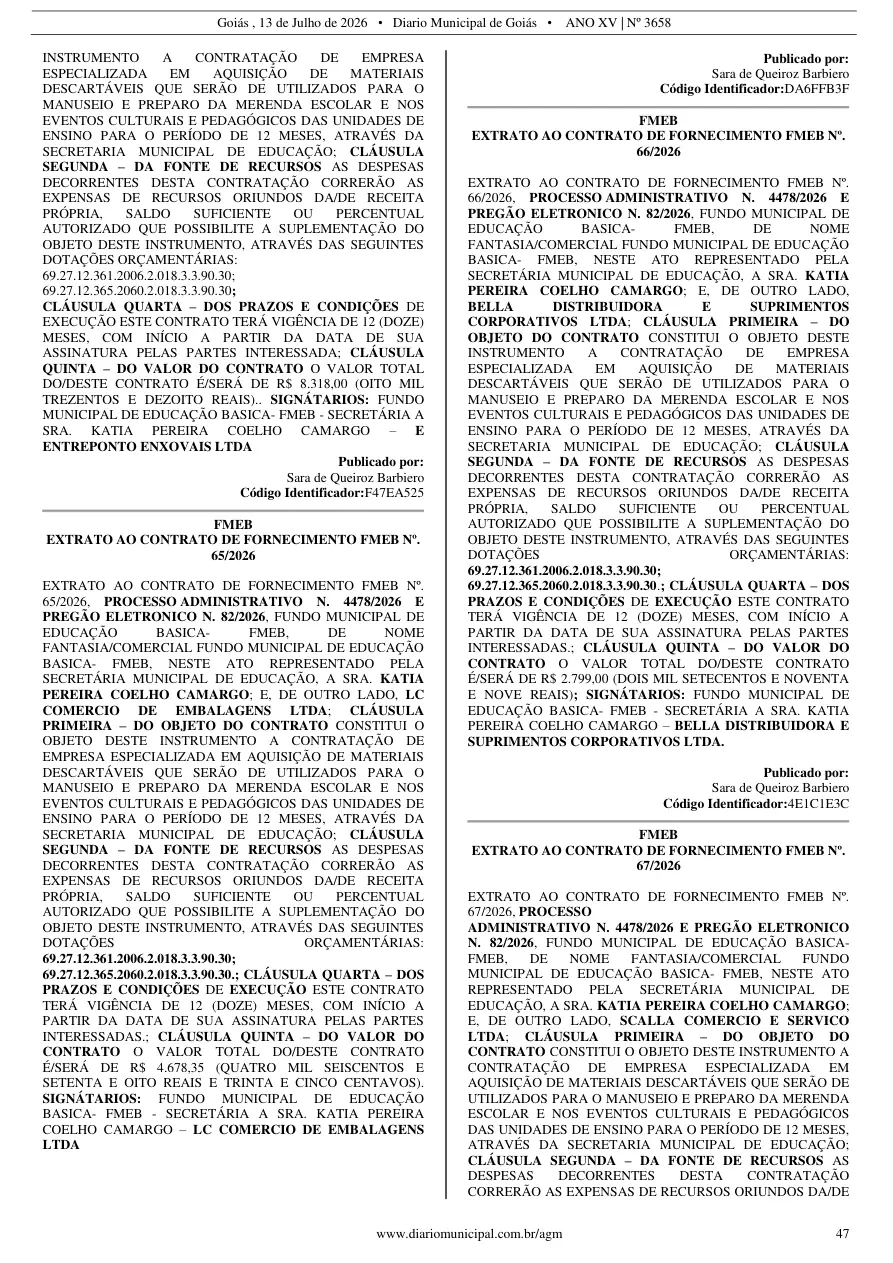 Goiás , 13 de Julho de 2026 • Diario Municipal de Goiás • ANO XV | Nº 3658
INSTRUMENTO A CONTRATAÇÃO DE EMPRESA
ESPECIALIZADA EM AQUISIÇÃO DE MATERIAIS
DESCARTÁVEIS QUE SERÃO DE UTILIZADOS PARA O
MANUSEIO E PREPARO DA MERENDA ESCOLAR E NOS
EVENTOS CULTURAIS E PEDAGÓGICOS DAS UNIDADES DE
ENSINO PARA O PERÍODO DE 12 MESES, ATRAVÉS DA
SECRETARIA MUNICIPAL DE EDUCAÇÃO; CLÁUSULA
SEGUNDA – DA FONTE DE RECURSOS AS DESPESAS
DECORRENTES DESTA CONTRATAÇÃO CORRERÃO AS
EXPENSAS DE RECURSOS ORIUNDOS DA/DE RECEITA
PRÓPRIA, SALDO SUFICIENTE OU PERCENTUAL
AUTORIZADO QUE POSSIBILITE A SUPLEMENTAÇÃO DO
OBJETO DESTE INSTRUMENTO, ATRAVÉS DAS SEGUINTES
DOTAÇÕES ORÇAMENTÁRIAS:
69.27.12.361.2006.2.018.3.3.90.30;
69.27.12.365.2060.2.018.3.3.90.30;
CLÁUSULA QUARTA – DOS PRAZOS E CONDIÇÕES DE
EXECUÇÃO ESTE CONTRATO TERÁ VIGÊNCIA DE 12 (DOZE)
MESES, COM INÍCIO A PARTIR DA DATA DE SUA
ASSINATURA PELAS PARTES INTERESSADA; CLÁUSULA
QUINTA – DO VALOR DO CONTRATO O VALOR TOTAL
DO/DESTE CONTRATO É/SERÁ DE R$ 8.318,00 (OITO MIL
TREZENTOS E DEZOITO REAIS).. SIGNÁTARIOS: FUNDO
MUNICIPAL DE EDUCAÇÃO BASICA- FMEB - SECRETÁRIA A
SRA. KATIA PEREIRA COELHO CAMARGO – E
ENTREPONTO ENXOVAIS LTDA
Publicado por:
Sara de Queiroz Barbiero
Código Identificador:F47EA525
FMEB
EXTRATO AO CONTRATO DE FORNECIMENTO FMEB Nº.
65/2026
EXTRATO AO CONTRATO DE FORNECIMENTO FMEB Nº.
65/2026, PROCESSO ADMINISTRATIVO N. 4478/2026 E
PREGÃO ELETRONICO N. 82/2026, FUNDO MUNICIPAL DE
EDUCAÇÃO BASICA- FMEB, DE NOME
FANTASIA/COMERCIAL FUNDO MUNICIPAL DE EDUCAÇÃO
BASICA- FMEB, NESTE ATO REPRESENTADO PELA
SECRETÁRIA MUNICIPAL DE EDUCAÇÃO, A SRA. KATIA
PEREIRA COELHO CAMARGO; E, DE OUTRO LADO, LC
COMERCIO DE EMBALAGENS LTDA; CLÁUSULA
PRIMEIRA – DO OBJETO DO CONTRATO CONSTITUI O
OBJETO DESTE INSTRUMENTO A CONTRATAÇÃO DE
EMPRESA ESPECIALIZADA EM AQUISIÇÃO DE MATERIAIS
DESCARTÁVEIS QUE SERÃO DE UTILIZADOS PARA O
MANUSEIO E PREPARO DA MERENDA ESCOLAR E NOS
EVENTOS CULTURAIS E PEDAGÓGICOS DAS UNIDADES DE
ENSINO PARA O PERÍODO DE 12 MESES, ATRAVÉS DA
SECRETARIA MUNICIPAL DE EDUCAÇÃO; CLÁUSULA
SEGUNDA – DA FONTE DE RECURSOS AS DESPESAS
DECORRENTES DESTA CONTRATAÇÃO CORRERÃO AS
EXPENSAS DE RECURSOS ORIUNDOS DA/DE RECEITA
PRÓPRIA, SALDO SUFICIENTE OU PERCENTUAL
AUTORIZADO QUE POSSIBILITE A SUPLEMENTAÇÃO DO
OBJETO DESTE INSTRUMENTO, ATRAVÉS DAS SEGUINTES
DOTAÇÕES ORÇAMENTÁRIAS:
69.27.12.361.2006.2.018.3.3.90.30;
69.27.12.365.2060.2.018.3.3.90.30.; CLÁUSULA QUARTA – DOS
PRAZOS E CONDIÇÕES DE EXECUÇÃO ESTE CONTRATO
TERÁ VIGÊNCIA DE 12 (DOZE) MESES, COM INÍCIO A
PARTIR DA DATA DE SUA ASSINATURA PELAS PARTES
INTERESSADAS.; CLÁUSULA QUINTA – DO VALOR DO
CONTRATO O VALOR TOTAL DO/DESTE CONTRATO
É/SERÁ DE R$ 4.678,35 (QUATRO MIL SEISCENTOS E
SETENTA E OITO REAIS E TRINTA E CINCO CENTAVOS).
SIGNÁTARIOS: FUNDO MUNICIPAL DE EDUCAÇÃO
BASICA- FMEB - SECRETÁRIA A SRA. KATIA PEREIRA
COELHO CAMARGO – LC COMERCIO DE EMBALAGENS
LTDA
Publicado por:
Sara de Queiroz Barbiero
Código Identificador:DA6FFB3F
FMEB
EXTRATO AO CONTRATO DE FORNECIMENTO FMEB Nº.
66/2026
EXTRATO AO CONTRATO DE FORNECIMENTO FMEB Nº.
66/2026, PROCESSO ADMINISTRATIVO N. 4478/2026 E
PREGÃO ELETRONICO N. 82/2026, FUNDO MUNICIPAL DE
EDUCAÇÃO BASICA- FMEB, DE NOME
FANTASIA/COMERCIAL FUNDO MUNICIPAL DE EDUCAÇÃO
BASICA- FMEB, NESTE ATO REPRESENTADO PELA
SECRETÁRIA MUNICIPAL DE EDUCAÇÃO, A SRA. KATIA
PEREIRA COELHO CAMARGO; E, DE OUTRO LADO,
BELLA DISTRIBUIDORA E SUPRIMENTOS
CORPORATIVOS LTDA; CLÁUSULA PRIMEIRA – DO
OBJETO DO CONTRATO CONSTITUI O OBJETO DESTE
INSTRUMENTO A CONTRATAÇÃO DE EMPRESA
ESPECIALIZADA EM AQUISIÇÃO DE MATERIAIS
DESCARTÁVEIS QUE SERÃO DE UTILIZADOS PARA O
MANUSEIO E PREPARO DA MERENDA ESCOLAR E NOS
EVENTOS CULTURAIS E PEDAGÓGICOS DAS UNIDADES DE
ENSINO PARA O PERÍODO DE 12 MESES, ATRAVÉS DA
SECRETARIA MUNICIPAL DE EDUCAÇÃO; CLÁUSULA
SEGUNDA – DA FONTE DE RECURSOS AS DESPESAS
DECORRENTES DESTA CONTRATAÇÃO CORRERÃO AS
EXPENSAS DE RECURSOS ORIUNDOS DA/DE RECEITA
PRÓPRIA, SALDO SUFICIENTE OU PERCENTUAL
AUTORIZADO QUE POSSIBILITE A SUPLEMENTAÇÃO DO
OBJETO DESTE INSTRUMENTO, ATRAVÉS DAS SEGUINTES
DOTAÇÕES ORÇAMENTÁRIAS:
69.27.12.361.2006.2.018.3.3.90.30;
69.27.12.365.2060.2.018.3.3.90.30.; CLÁUSULA QUARTA – DOS
PRAZOS E CONDIÇÕES DE EXECUÇÃO ESTE CONTRATO
TERÁ VIGÊNCIA DE 12 (DOZE) MESES, COM INÍCIO A
PARTIR DA DATA DE SUA ASSINATURA PELAS PARTES
INTERESSADAS.; CLÁUSULA QUINTA – DO VALOR DO
CONTRATO O VALOR TOTAL DO/DESTE CONTRATO
É/SERÁ DE R$ 2.799,00 (DOIS MIL SETECENTOS E NOVENTA
E NOVE REAIS); SIGNÁTARIOS: FUNDO MUNICIPAL DE
EDUCAÇÃO BASICA- FMEB - SECRETÁRIA A SRA. KATIA
PEREIRA COELHO CAMARGO – BELLA DISTRIBUIDORA E
SUPRIMENTOS CORPORATIVOS LTDA.
Publicado por:
Sara de Queiroz Barbiero
Código Identificador:4E1C1E3C
FMEB
EXTRATO AO CONTRATO DE FORNECIMENTO FMEB Nº.
67/2026
EXTRATO AO CONTRATO DE FORNECIMENTO FMEB Nº.
67/2026, PROCESSO
ADMINISTRATIVO N. 4478/2026 E PREGÃO ELETRONICO
N. 82/2026, FUNDO MUNICIPAL DE EDUCAÇÃO BASICA-
FMEB, DE NOME FANTASIA/COMERCIAL FUNDO
MUNICIPAL DE EDUCAÇÃO BASICA- FMEB, NESTE ATO
REPRESENTADO PELA SECRETÁRIA MUNICIPAL DE
EDUCAÇÃO, A SRA. KATIA PEREIRA COELHO CAMARGO;
E, DE OUTRO LADO, SCALLA COMERCIO E SERVICO
LTDA; CLÁUSULA PRIMEIRA – DO OBJETO DO
CONTRATO CONSTITUI O OBJETO DESTE INSTRUMENTO A
CONTRATAÇÃO DE EMPRESA ESPECIALIZADA EM
AQUISIÇÃO DE MATERIAIS DESCARTÁVEIS QUE SERÃO DE
UTILIZADOS PARA O MANUSEIO E PREPARO DA MERENDA
ESCOLAR E NOS EVENTOS CULTURAIS E PEDAGÓGICOS
DAS UNIDADES DE ENSINO PARA O PERÍODO DE 12 MESES,
ATRAVÉS DA SECRETARIA MUNICIPAL DE EDUCAÇÃO;
CLÁUSULA SEGUNDA – DA FONTE DE RECURSOS AS
DESPESAS DECORRENTES DESTA CONTRATAÇÃO
CORRERÃO AS EXPENSAS DE RECURSOS ORIUNDOS DA/DE
www.diariomunicipal.com.br/agm 47